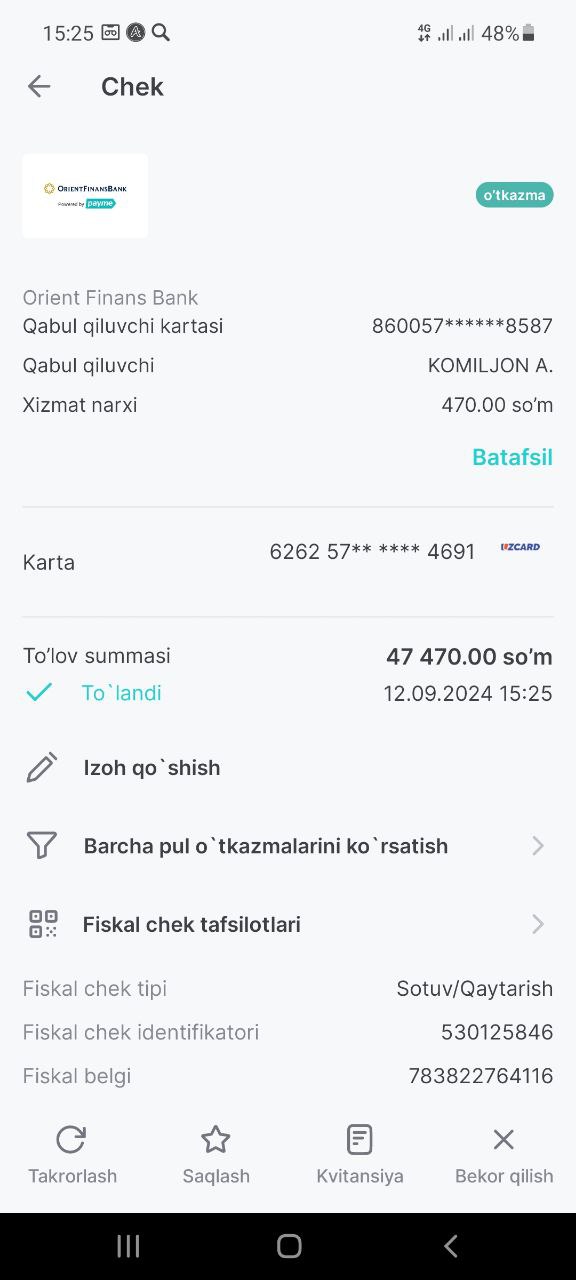 15:25 4G 48%
Chek
ORIENTFINANSBANK
Powered by payme
o'tkazma
Orient Finans Bank
Qabul qiluvchi kartasi 860057******8587
Qabul qiluvchi KOMILJON A.
Xizmat narxi 470.00 so'm
Batafsil
Karta 6262 57** **** 4691 UZCARD
To'lov summasi 47 470.00 so'm
To`landi 12.09.2024 15:25
Izoh qo`shish
Barcha pul o`tkazmalarini ko`rsatish
Fiskal chek tafsilotlari
Fiskal chek tipi Sotuv/Qaytarish
Fiskal chek identifikatori 530125846
Fiskal belgi 783822764116
Takrorlash Saqlash Kvitansiya Bekor qilish